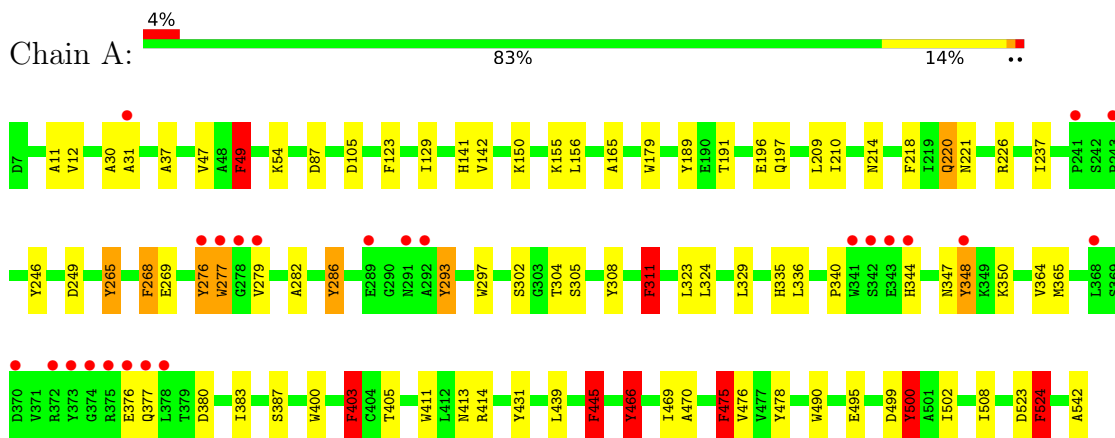 4%
Chain A:
83% 14% ••
D7 A11 V12 A30 A31 A37 V47 A48 F49 K54 D87 D105 F123 I129 H141 V142 K150 K155 L156 A165 W179 Y189 E190 T191 E196 Q197 L209 I210 N214 F218 I219 Q220 N221 R226 I237 P241 S242
Y246 D249 Y265 F268 E269 Y276 W277 G278 V279 A282 Y286 E289 G290 N291 A292 Y293 W297 S302 G303 T304 S305 Y308 F311 L323 L324 L329 H335 L336 P340 W341 S342 E343 H344 N347 Y348 K349 K350 V364 M365 L368 S369
D370 V371 R372 Y373 G374 R375 E376 Q377 L378 T379 D380 I383 S387 W400 F403 C404 T405 W411 L412 N413 R414 Y431 L439 F445 Y466 I469 A470 F475 V476 V477 Y478 W490 E495 D499 Y500 A501 I502 I508 D523 F524 A542